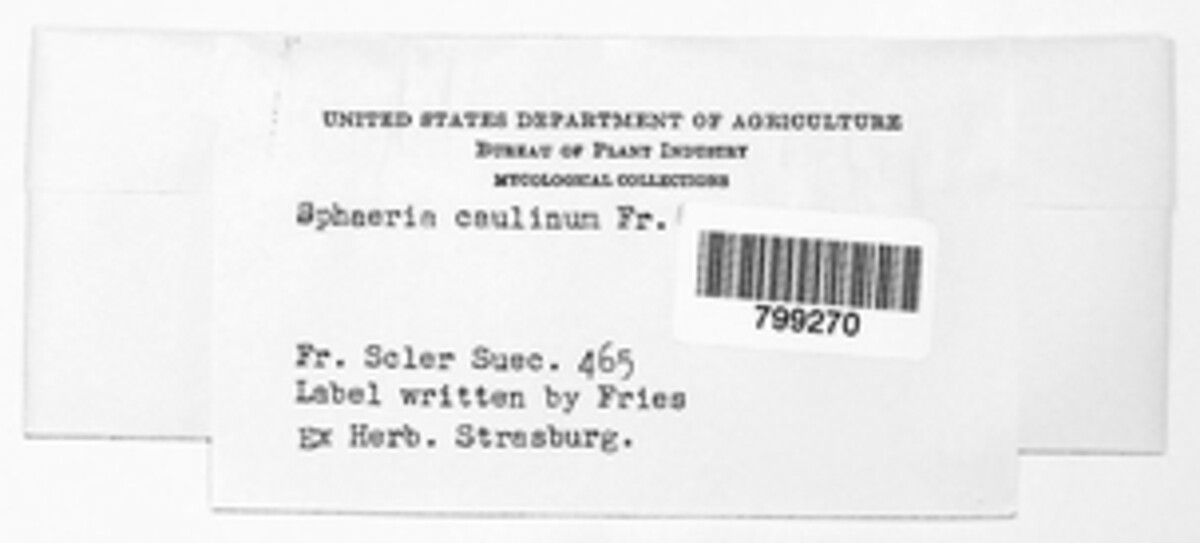 UNITED STATES DEPARTMENT OF AGRICULTURE
BUREAU OF PLANT INDUSTRY
MYCOLOGICAL COLLECTIONS
Sphaeria caulinum Fr.
799270
Fr. Scler Suec. 465
Label written by Fries
Ex Herb. Strasburg.